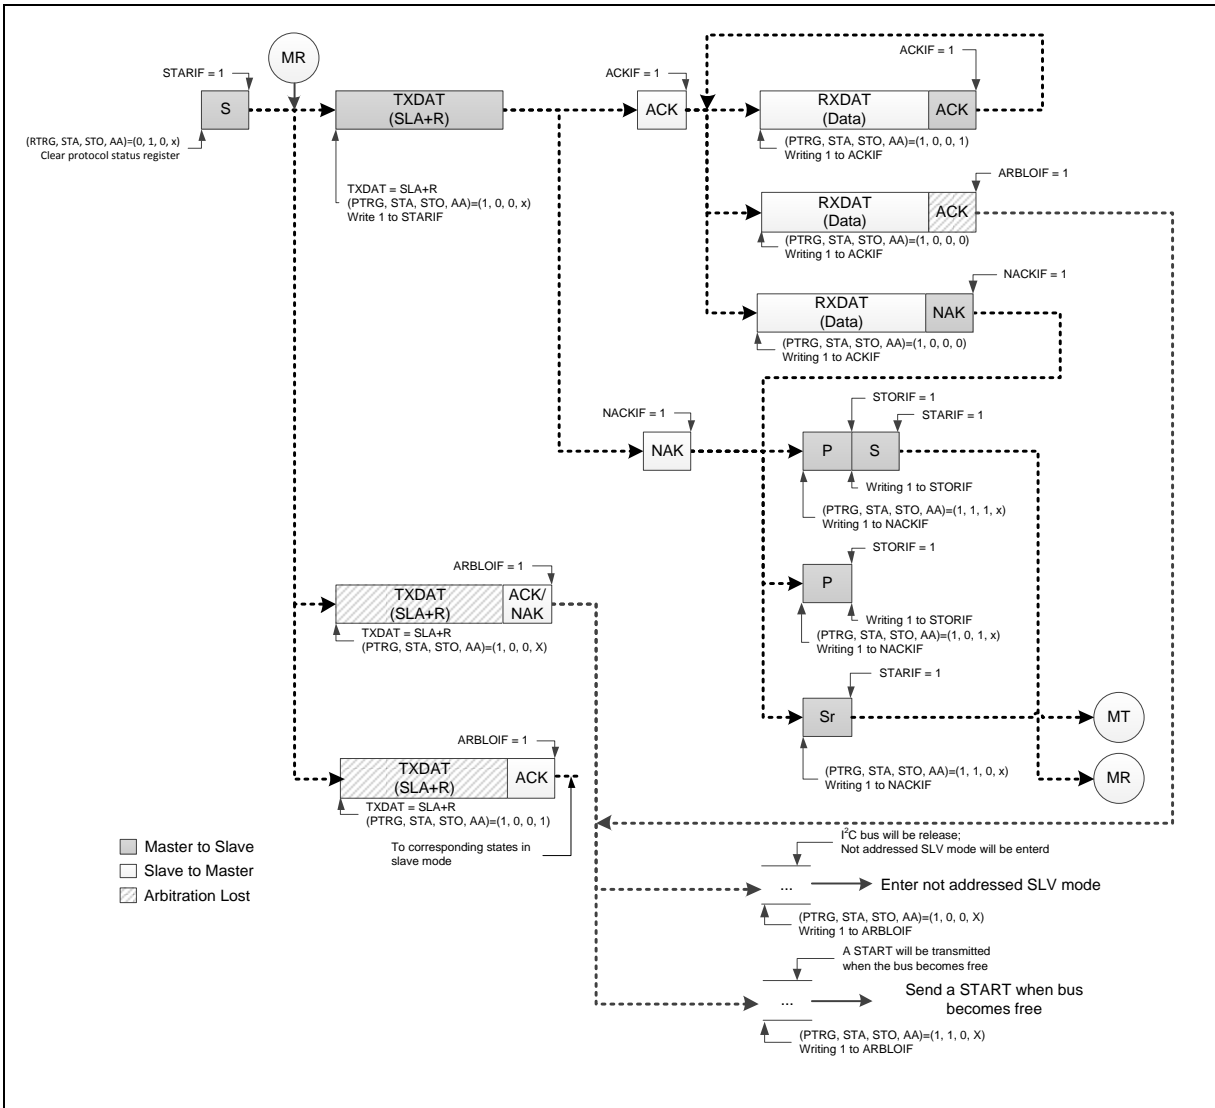 MR
STARIF = 1
S
(RTRG, STA, STO, AA)=(0, 1, 0, x)
Clear protocol status register
TXDAT
(SLA+R)
TXDAT = SLA+R
(PTRG, STA, STO, AA)=(1, 0, 0, x)
Write 1 to STARIF
ACKIF = 1
ACK
ACKIF = 1
RXDAT
(Data)
ACK
(PTRG, STA, STO, AA)=(1, 0, 0, 1)
Writing 1 to ACKIF
ARBLOIF = 1
RXDAT
(Data)
ACK
(PTRG, STA, STO, AA)=(1, 0, 0, 0)
Writing 1 to ACKIF
NACKIF = 1
RXDAT
(Data)
NAK
(PTRG, STA, STO, AA)=(1, 0, 0, 0)
Writing 1 to ACKIF
NACKIF = 1
NAK
STORIF = 1
STARIF = 1
P
S
Writing 1 to STORIF
(PTRG, STA, STO, AA)=(1, 1, 1, x)
Writing 1 to NACKIF
STORIF = 1
P
Writing 1 to STORIF
(PTRG, STA, STO, AA)=(1, 0, 1, x)
Writing 1 to NACKIF
STARIF = 1
Sr
(PTRG, STA, STO, AA)=(1, 1, 0, x)
Writing 1 to NACKIF
MT
MR
ARBLOIF = 1
TXDAT
(SLA+R)
ACK/
NAK
TXDAT = SLA+R
(PTRG, STA, STO, AA)=(1, 0, 0, X)
ARBLOIF = 1
TXDAT
(SLA+R)
ACK
TXDAT = SLA+R
(PTRG, STA, STO, AA)=(1, 0, 0, 1)
To corresponding states in
slave mode
Master to Slave
Slave to Master
Arbitration Lost
I²C bus will be release;
Not addressed SLV mode will be enterd
...
Enter not addressed SLV mode
(PTRG, STA, STO, AA)=(1, 0, 0, X)
Writing 1 to ARBLOIF
A START will be transmitted
when the bus becomes free
...
Send a START when bus
becomes free
(PTRG, STA, STO, AA)=(1, 1, 0, X)
Writing 1 to ARBLOIF